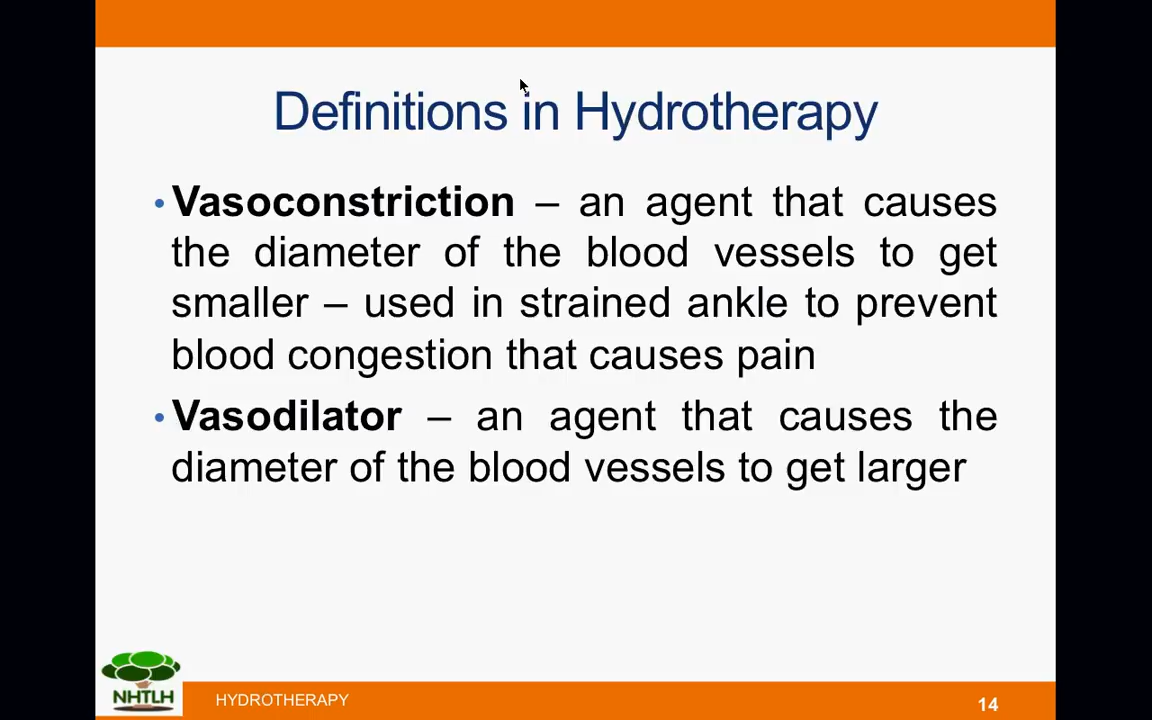 Definitions in Hydrotherapy
• Vasoconstriction – an agent that causes
the diameter of the blood vessels to get
smaller – used in strained ankle to prevent
blood congestion that causes pain
• Vasodilator – an agent that causes the
diameter of the blood vessels to get larger
NHTLH
HYDROTHERAPY
14